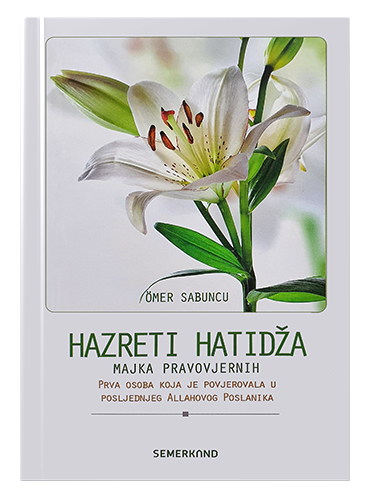 ÖMER SABUNCU
HAZRETI HATIDŽA
MAJKA PRAVOVJERNIH
PRVA OSOBA KOJA JE POVJEROVALA U
POSLJEDNJEG ALLAHOVOG POSLANIKA
SEMERKAND